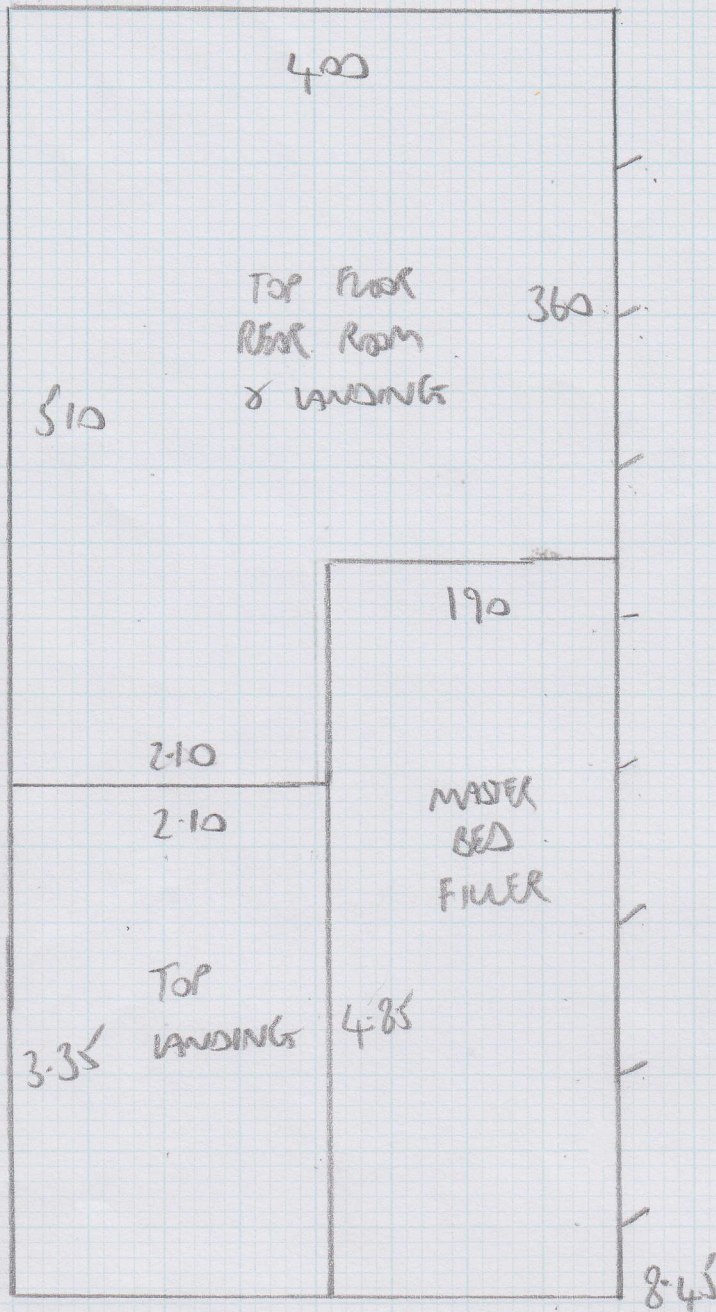 400
TOP FLOOR
REAR ROOM
& LANDING
360
510
190
2.10
2.10
MASTER
BED
FILLER
TOP
LANDING
3.35
4.85
8.45